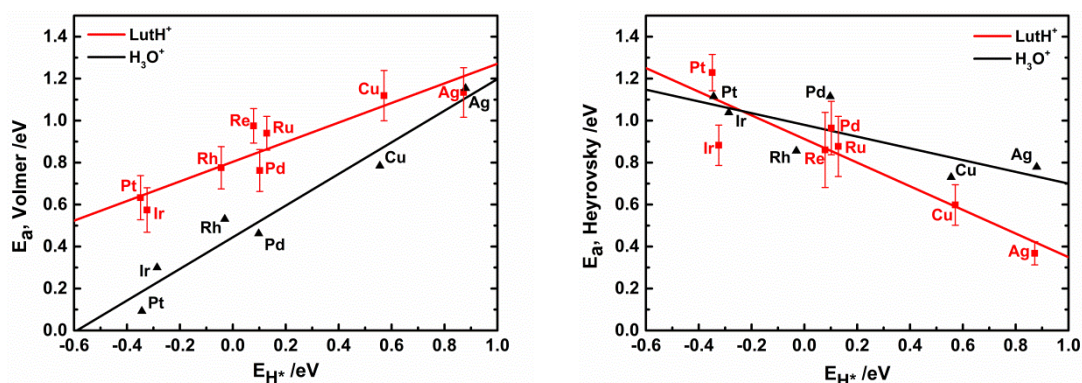 1.4
1.2
1.0
0.8
0.6
0.4
0.2
0.0
Eₐ, Volmer /eV
LutH⁺
H₃O⁺
Pt
Ir
Rh
Re
Ru
Pd
Cu
Ag
Ag
Cu
Rh
Pd
Ir
Pt
-0.6 -0.4 -0.2 0.0 0.2 0.4 0.6 0.8 1.0
E_H* /eV
1.4
1.2
1.0
0.8
0.6
0.4
0.2
0.0
Eₐ, Heyrovsky /eV
LutH⁺
H₃O⁺
Pt
Pt
Ir
Pd
Ir
Rh
Pd
Re
Ru
Ag
Cu
Cu
Ag
-0.6 -0.4 -0.2 0.0 0.2 0.4 0.6 0.8 1.0
E_H* /eV